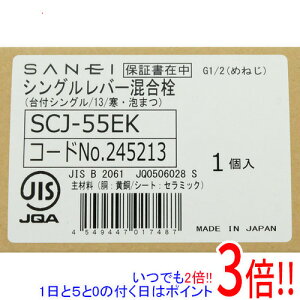 SANEI 保証書在中 G1/2(めねじ)
シングルレバー混合栓
(台付シングル/13/寒・泡まつ)
SCJ-55EK
コードNo.245213
1個入
JIS B 2061 JQ0506028 S
主材料(胴:黄銅/シート:セラミック)
JIS
JQA
4 549447 017487
MADE IN JAPAN
いつでも2倍!!
1日と5と0の付く日はポイント
3倍!!